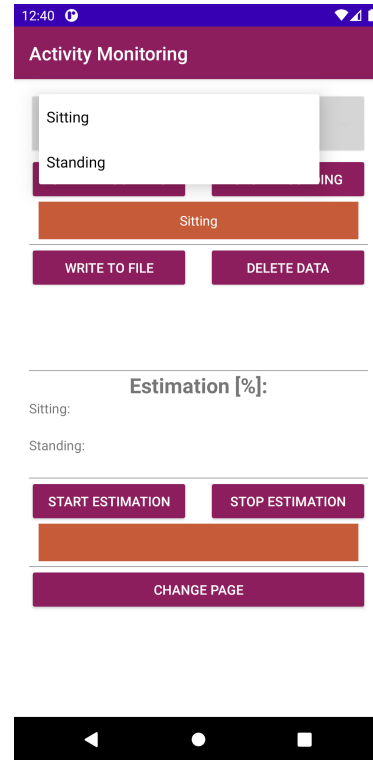 12:40
Activity Monitoring
Sitting
Standing
Sitting
WRITE TO FILE DELETE DATA
Estimation [%]:
Sitting:
Standing:
START ESTIMATION STOP ESTIMATION
CHANGE PAGE